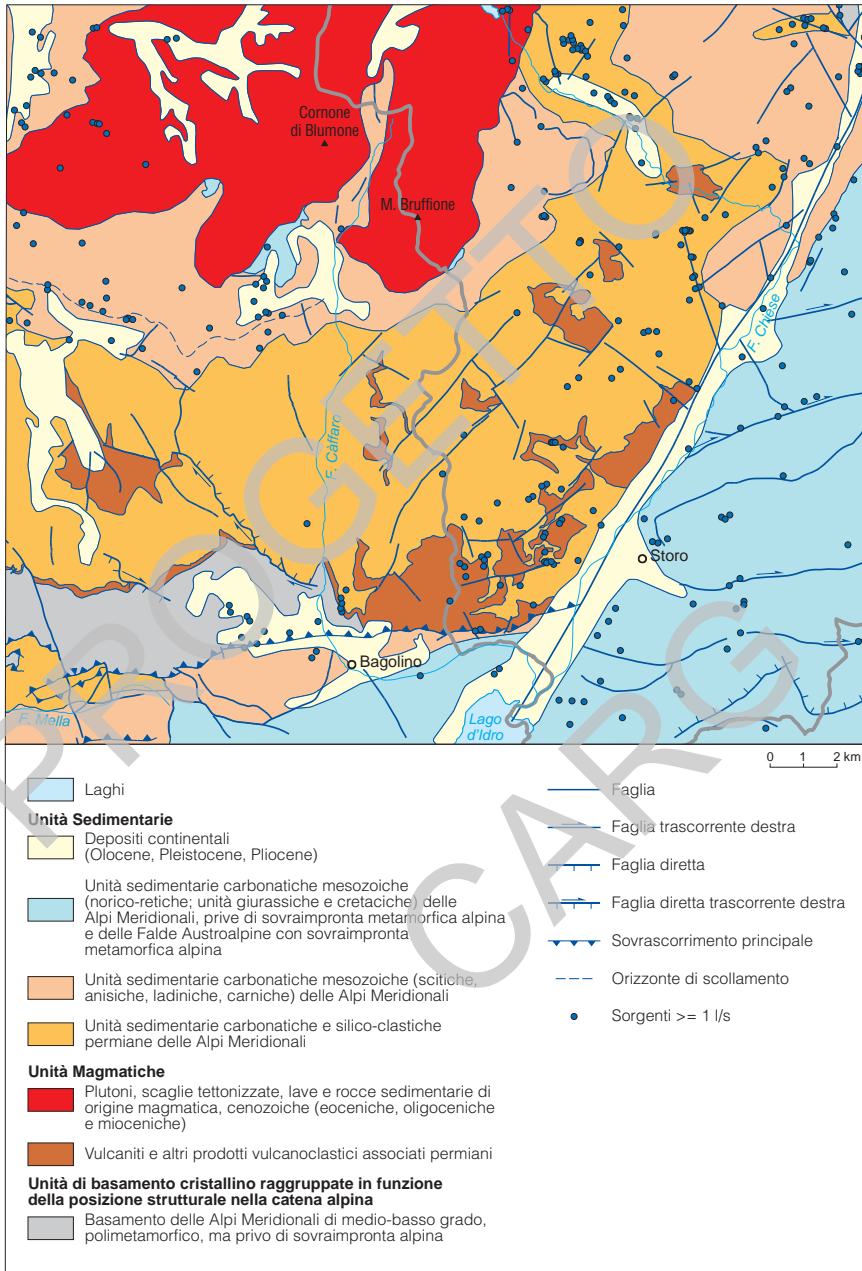 Cornone
di Blumone
M. Bruffione
F. Chiese
F. Càffaro
Storo
Bagolino
F. Mella
Lago
d'Idro
0 1 2 km
PROGETTO
CARG
Laghi
Unità Sedimentarie
Depositi continentali
(Olocene, Pleistocene, Pliocene)
Unità sedimentarie carbonatiche mesozoiche
(norico-retiche; unità giurassiche e cretaciche) delle
Alpi Meridionali, prive di sovraimpronta metamorfica alpina
e delle Falde Austroalpine con sovraimpronta
metamorfica alpina
Unità sedimentarie carbonatiche mesozoiche (scitiche,
anisiche, ladiniche, carniche) delle Alpi Meridionali
Unità sedimentarie carbonatiche e silico-clastiche
permiane delle Alpi Meridionali
Unità Magmatiche
Plutoni, scaglie tettonizzate, lave e rocce sedimentarie di
origine magmatica, cenozoiche (eoceniche, oligoceniche
e mioceniche)
Vulcaniti e altri prodotti vulcanoclastici associati permiani
Unità di basamento cristallino raggruppate in funzione
della posizione strutturale nella catena alpina
Basamento delle Alpi Meridionali di medio-basso grado,
polimetamorfico, ma privo di sovraimpronta alpina
Faglia
Faglia trascorrente destra
Faglia diretta
Faglia diretta trascorrente destra
Sovrascorrimento principale
Orizzonte di scollamento
Sorgenti >= 1 l/s